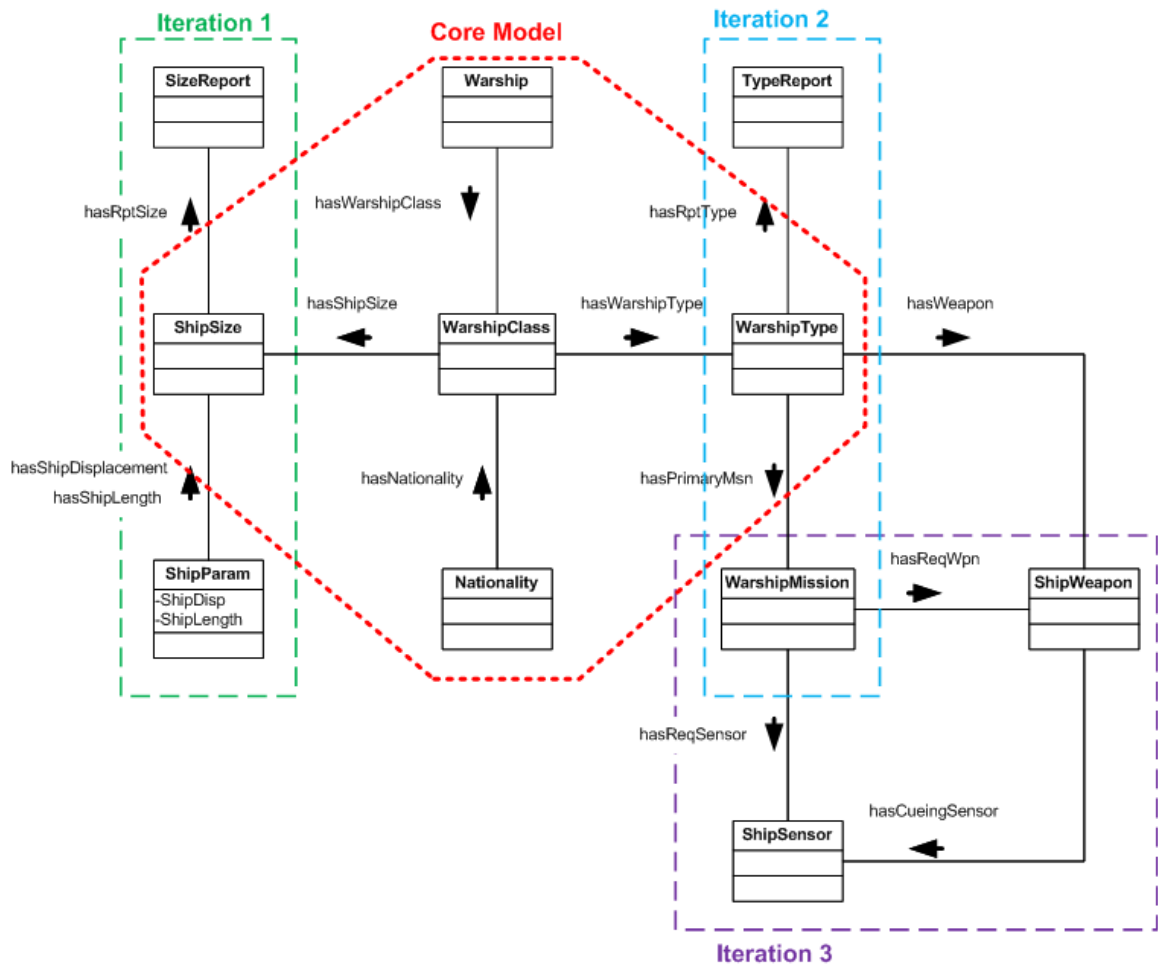 Iteration 1
Core Model
Iteration 2
SizeReport
Warship
TypeReport
hasRptSize
hasWarshipClass
hasRptType
hasShipSize
hasWarshipType
hasWeapon
ShipSize
WarshipClass
WarshipType
hasShipDisplacement
hasShipLength
hasNationality
hasPrimaryMsn
hasReqWpn
ShipParam
-ShipDisp
-ShipLength
Nationality
WarshipMission
ShipWeapon
hasReqSensor
hasCueingSensor
ShipSensor
Iteration 3